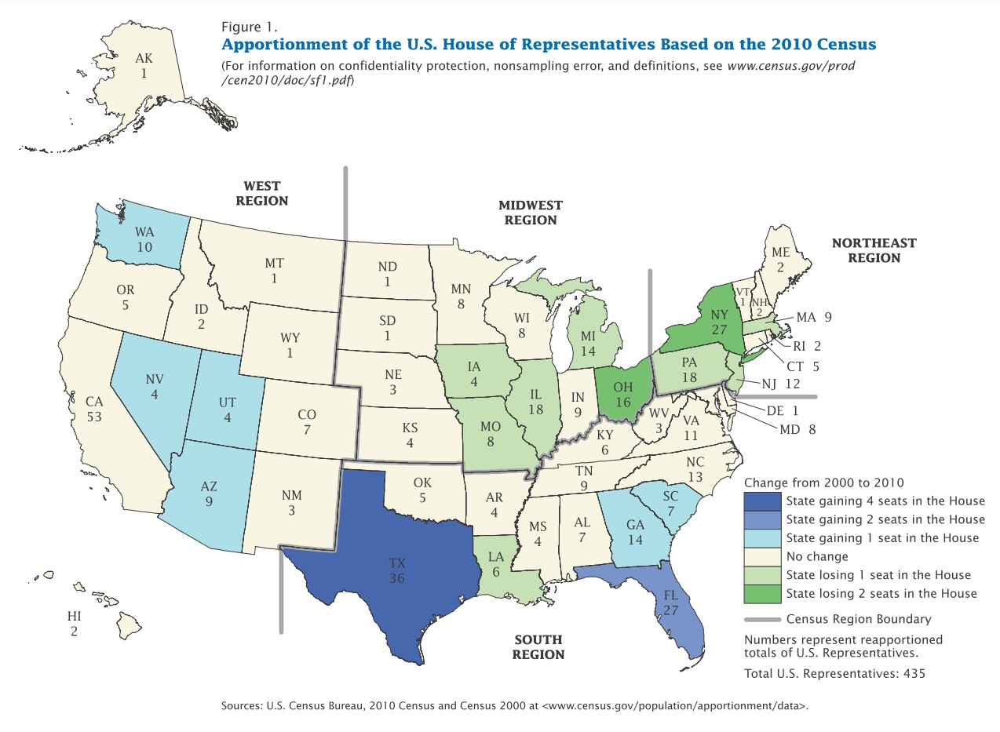 Figure 1.
Apportionment of the U.S. House of Representatives Based on the 2010 Census
(For information on confidentiality protection, nonsampling error, and definitions, see www.census.gov/prod
/cen2010/doc/sf1.pdf)
AK
1
WEST
REGION
MIDWEST
REGION
NORTHEAST
REGION
WA
10
OR
5
ID
2
MT
1
WY
1
NV
4
UT
4
CO
7
CA
53
AZ
9
NM
3
HI
2
ND
1
SD
1
NE
3
KS
4
MN
8
IA
4
MO
8
WI
8
IL
18
MI
14
IN
9
OH
16
ME
2
VT
1
NH
2
NY
27
MA 9
RI 2
CT 5
NJ 12
PA
18
DE 1
MD 8
WV
3
VA
11
KY
6
NC
13
TN
9
SC
7
GA
14
AL
7
MS
4
AR
4
LA
6
OK
5
TX
36
FL
27
SOUTH
REGION
Change from 2000 to 2010
State gaining 4 seats in the House
State gaining 2 seats in the House
State gaining 1 seat in the House
No change
State losing 1 seat in the House
State losing 2 seats in the House
Census Region Boundary
Numbers represent reapportioned
totals of U.S. Representatives.
Total U.S. Representatives: 435
Sources: U.S. Census Bureau, 2010 Census and Census 2000 at <www.census.gov/population/apportionment/data>.